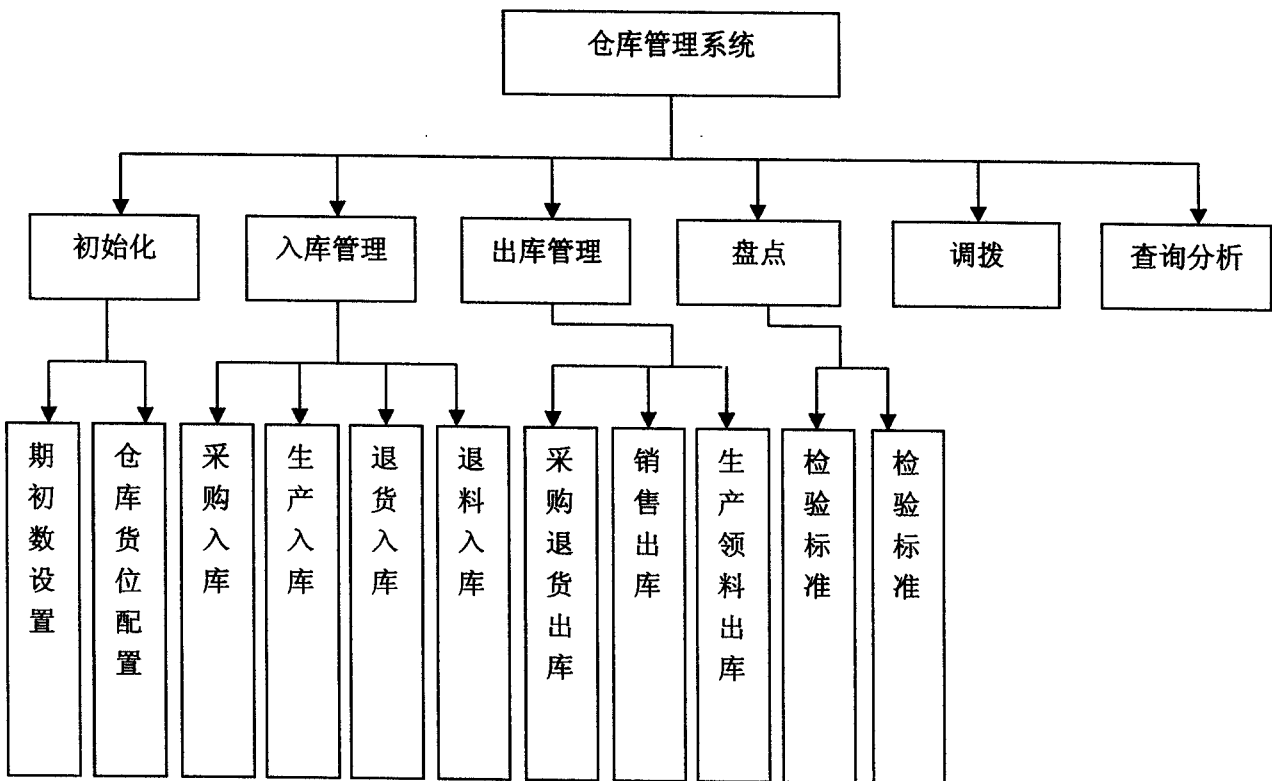 仓库管理系统
初始化
入库管理
出库管理
盘点
调拨
查询分析
期初数设置
仓库货位配置
采购入库
生产入库
退货入库
退料入库
采购退货出库
销售出库
生产领料出库
检验标准
检验标准